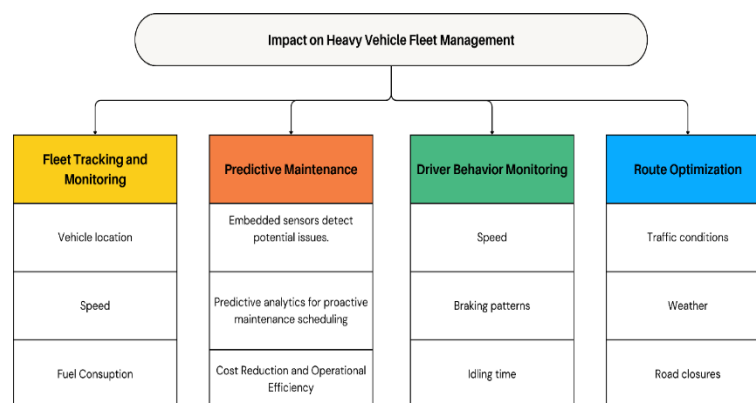 Impact on Heavy Vehicle Fleet Management
Fleet Tracking and
Monitoring
Vehicle location
Speed
Fuel Consuption
Predictive Maintenance
Embedded sensors detect
potential issues.
Predictive analytics for proactive
maintenance scheduling
Cost Reduction and Operational
Efficiency
Driver Behavior Monitoring
Speed
Braking patterns
Idling time
Route Optimization
Traffic conditions
Weather
Road closures